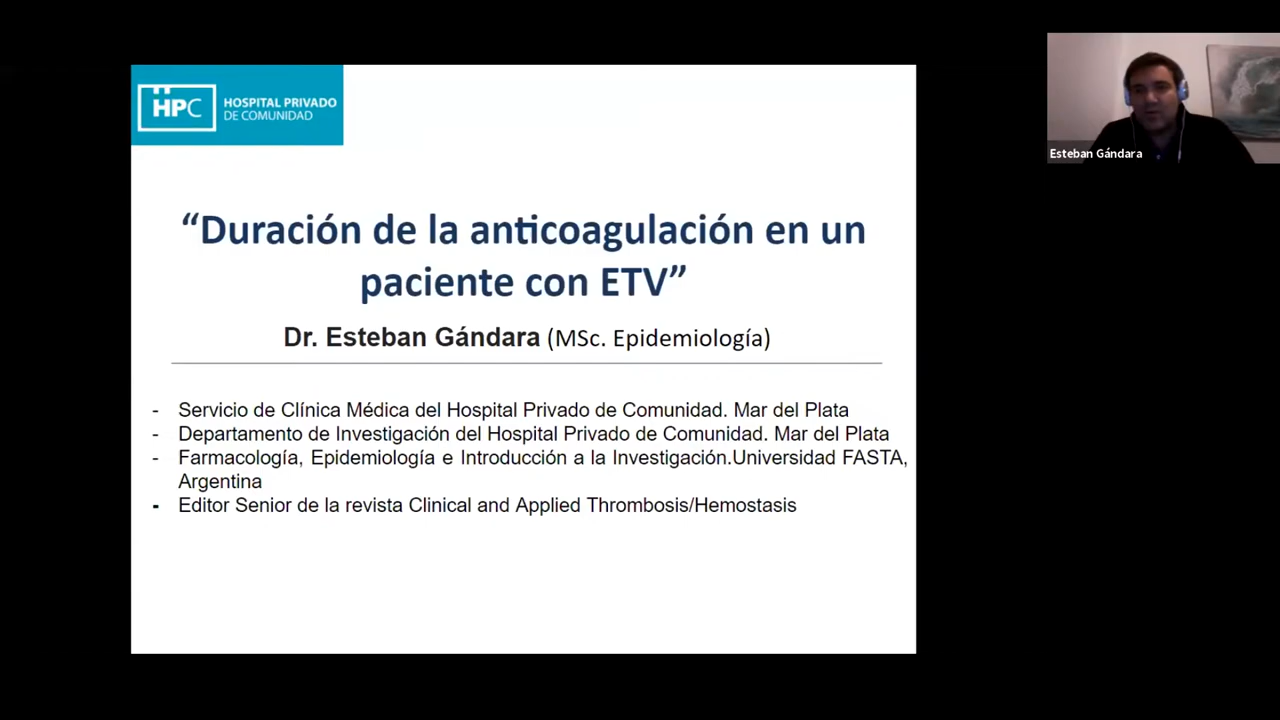 HPC
HOSPITAL PRIVADO
DE COMUNIDAD
Esteban Gándara
“Duración de la anticoagulación en un
paciente con ETV”
Dr. Esteban Gándara (MSc. Epidemiología)
- Servicio de Clínica Médica del Hospital Privado de Comunidad. Mar del Plata
- Departamento de Investigación del Hospital Privado de Comunidad. Mar del Plata
- Farmacología, Epidemiología e Introducción a la Investigación.Universidad FASTA,
Argentina
- Editor Senior de la revista Clinical and Applied Thrombosis/Hemostasis